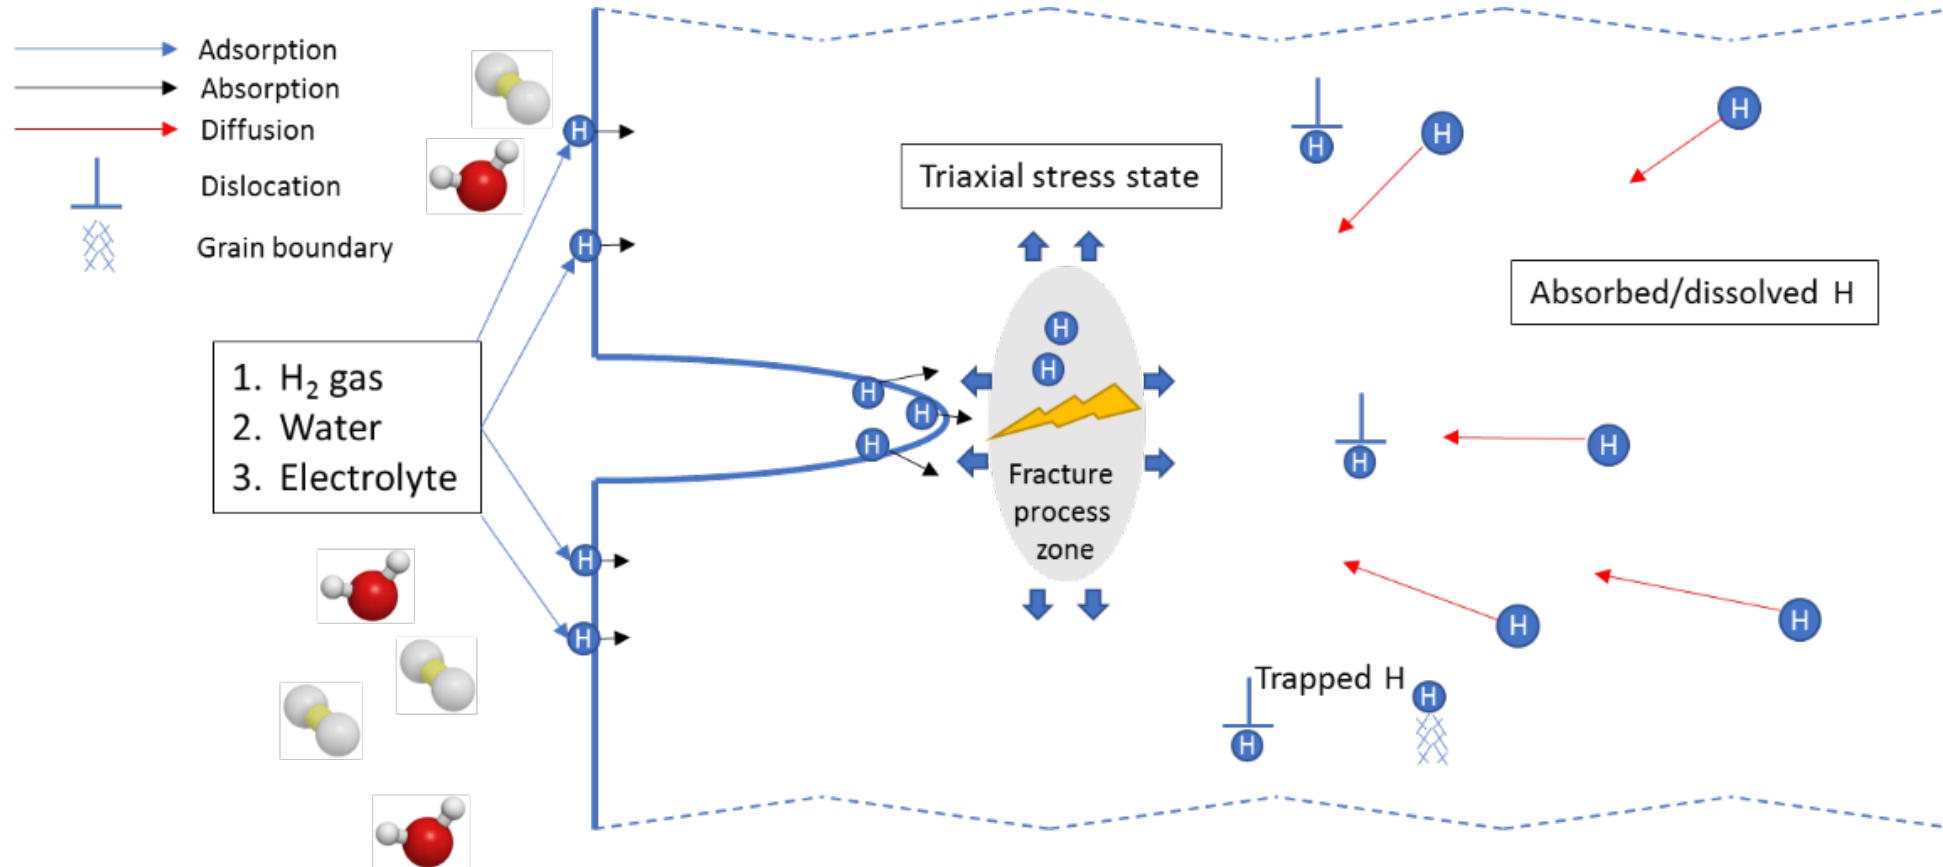 Adsorption
Absorption
Diffusion
Dislocation
Grain boundary
1. H₂ gas
2. Water
3. Electrolyte
H
H
H
H
H
H
H
Triaxial stress state
H
H
Fracture
process
zone
H
H
H
Absorbed/dissolved H
H
H
H
H
Trapped H
H
H